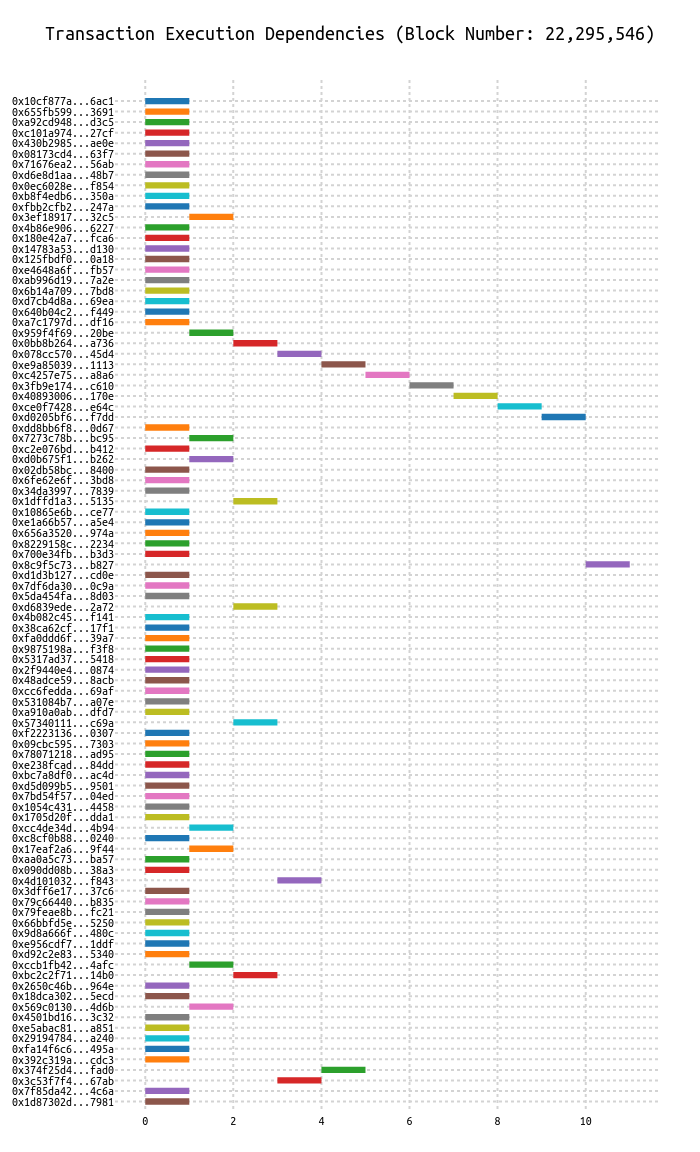 Transaction Execution Dependencies (Block Number: 22,295,546)
0x10cf877a...6ac1
0x655fb599...3691
0xa92cd948...d3c5
0xc101a974...27cf
0x430b2985...ae0e
0x08173cd4...63f7
0x71676ea2...56ab
0xd6e8d1aa...48b7
0x0ec6028e...f854
0xb8f4edb6...350a
0xfbb2cfb2...247a
0x3ef18917...32c5
0x4b86e906...6227
0x180e42a7...fca6
0x14783a53...d130
0x125fbdf0...0a18
0xe4648a6f...fb57
0xab996d19...7a2e
0x6b14a709...7bd8
0xd7cb4d8a...69ea
0x640b04c2...f449
0xa7c1797d...df16
0x959f4f69...20be
0x0bb8b264...a736
0x078cc570...45d4
0xe9a85039...1113
0xc4257e75...a8a6
0x3fb9e174...c610
0x40893006...170e
0xce0f7428...e64c
0xd0205bf6...f7dd
0xdd8bb6f8...0d67
0x7273c78b...bc95
0xc2e076bd...b412
0xd0b675f1...b262
0x02db58bc...8400
0x6fe62e6f...3bd8
0x34da3997...7839
0x1dffd1a3...5135
0x10865e6b...ce77
0xe1a66b57...a5e4
0x656a3520...974a
0x8229158c...2234
0x700e34fb...b3d3
0x8c9f5c73...b827
0xd1d3b127...cd0e
0x7df6da30...0c9a
0x5da454fa...8d03
0xd6839ede...2a72
0x4b082c45...f141
0x38ca62cf...17f1
0xfa0ddd6f...39a7
0x9875198a...f3f8
0x5317ad37...5418
0x2f9440e4...0874
0x48adce59...8acb
0xcc6fedda...69af
0x531084b7...a07e
0xa910a0ab...dfd7
0x57340111...c69a
0xf2223136...0307
0x09cbc595...7303
0x78071218...ad95
0xe238fcad...84dd
0xbc7a8df0...ac4d
0xd5d099b5...9501
0x7bd54f57...04ed
0x1054c431...4458
0x1705d20f...dda1
0xcc4de34d...4b94
0xc8cf0b88...0240
0x17eaf2a6...9f44
0xaa0a5c73...ba57
0x090dd08b...38a3
0x4d101032...f843
0x3dff6e17...37c6
0x79c66440...b835
0x79feae8b...fc21
0x66bbfd5e...5250
0x9d8a666f...480c
0xe956cdf7...1ddf
0xd92c2e83...5340
0xccb1fb42...4afc
0xbc2c2f71...14b0
0x2650c46b...964e
0x18dca302...5ecd
0x569c0130...4d6b
0x4501bd16...3c32
0xe5abac81...a851
0x29194784...a240
0xfa14f6c6...495a
0x392c319a...cdc3
0x374f25d4...fad0
0x3c53f7f4...67ab
0x7f85da42...4c6a
0x1d87302d...7981
0 2 4 6 8 10